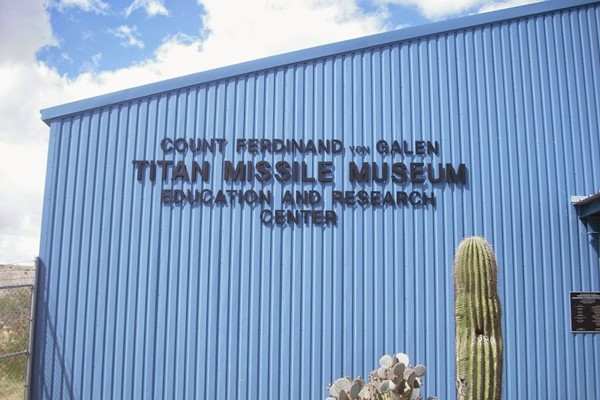 COUNT FERDINAND VON GALEN
TITAN MISSILE MUSEUM
EDUCATION AND RESEARCH
CENTER